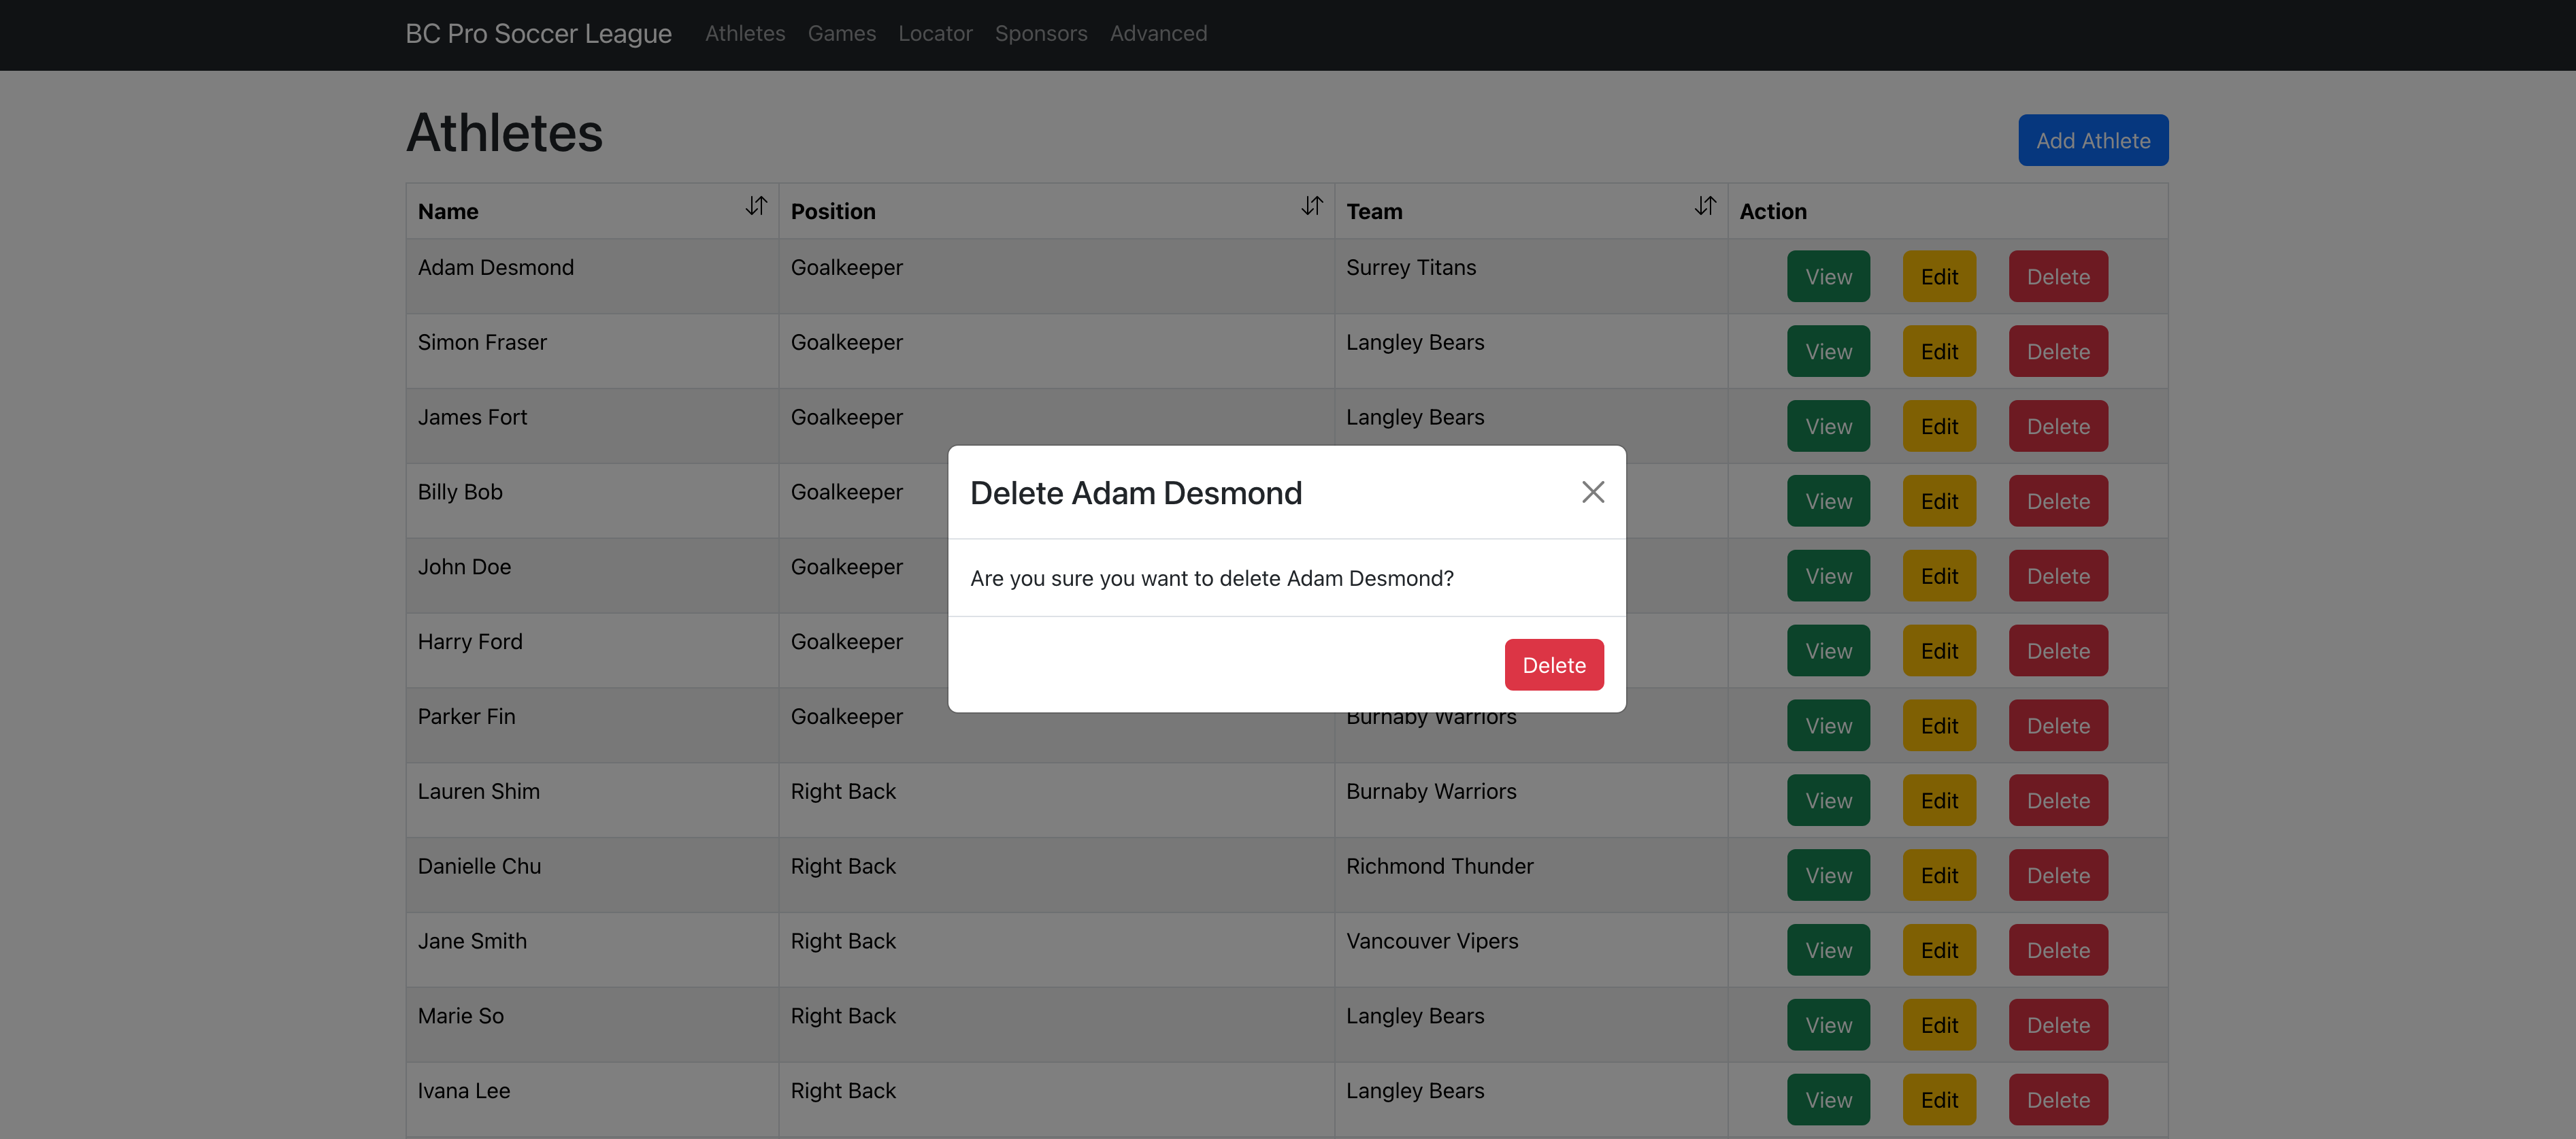 BC Pro Soccer League Athletes Games Locator Sponsors Advanced
Athletes
Add Athlete
Name Position Team Action
Adam Desmond Goalkeeper Surrey Titans View Edit Delete
Simon Fraser Goalkeeper Langley Bears View Edit Delete
James Fort Goalkeeper Langley Bears View Edit Delete
Billy Bob Goalkeeper View Edit Delete
John Doe Goalkeeper View Edit Delete
Harry Ford Goalkeeper View Edit Delete
Parker Fin Goalkeeper Burnaby Warriors View Edit Delete
Lauren Shim Right Back Burnaby Warriors View Edit Delete
Danielle Chu Right Back Richmond Thunder View Edit Delete
Jane Smith Right Back Vancouver Vipers View Edit Delete
Marie So Right Back Langley Bears View Edit Delete
Ivana Lee Right Back Langley Bears View Edit Delete
Delete Adam Desmond
Are you sure you want to delete Adam Desmond?
Delete